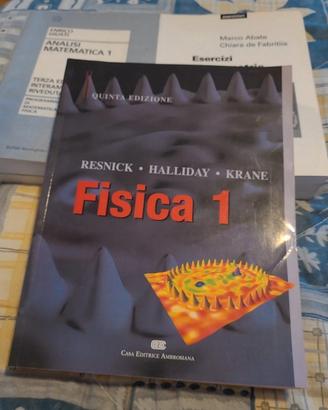 ENRICO
GIUSTI
ANALISI
MATEMATICA 1
TERZA
INTERAM
RIVEDUTA
Marco Abate
Chiara de Fabritiis
Esercizi
QUINTA EDIZIONE
RESNICK • HALLIDAY • KRANE
Fisica 1
CEA
CASA EDITRICE AMBROSIANA